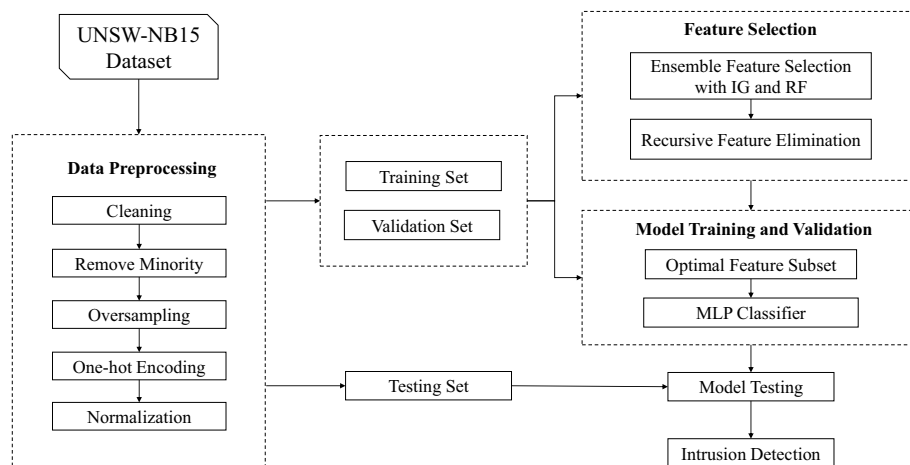 UNSW-NB15
Dataset
Data Preprocessing
Cleaning
Remove Minority
Oversampling
One-hot Encoding
Normalization
Training Set
Validation Set
Testing Set
Feature Selection
Ensemble Feature Selection
with IG and RF
Recursive Feature Elimination
Model Training and Validation
Optimal Feature Subset
MLP Classifier
Model Testing
Intrusion Detection